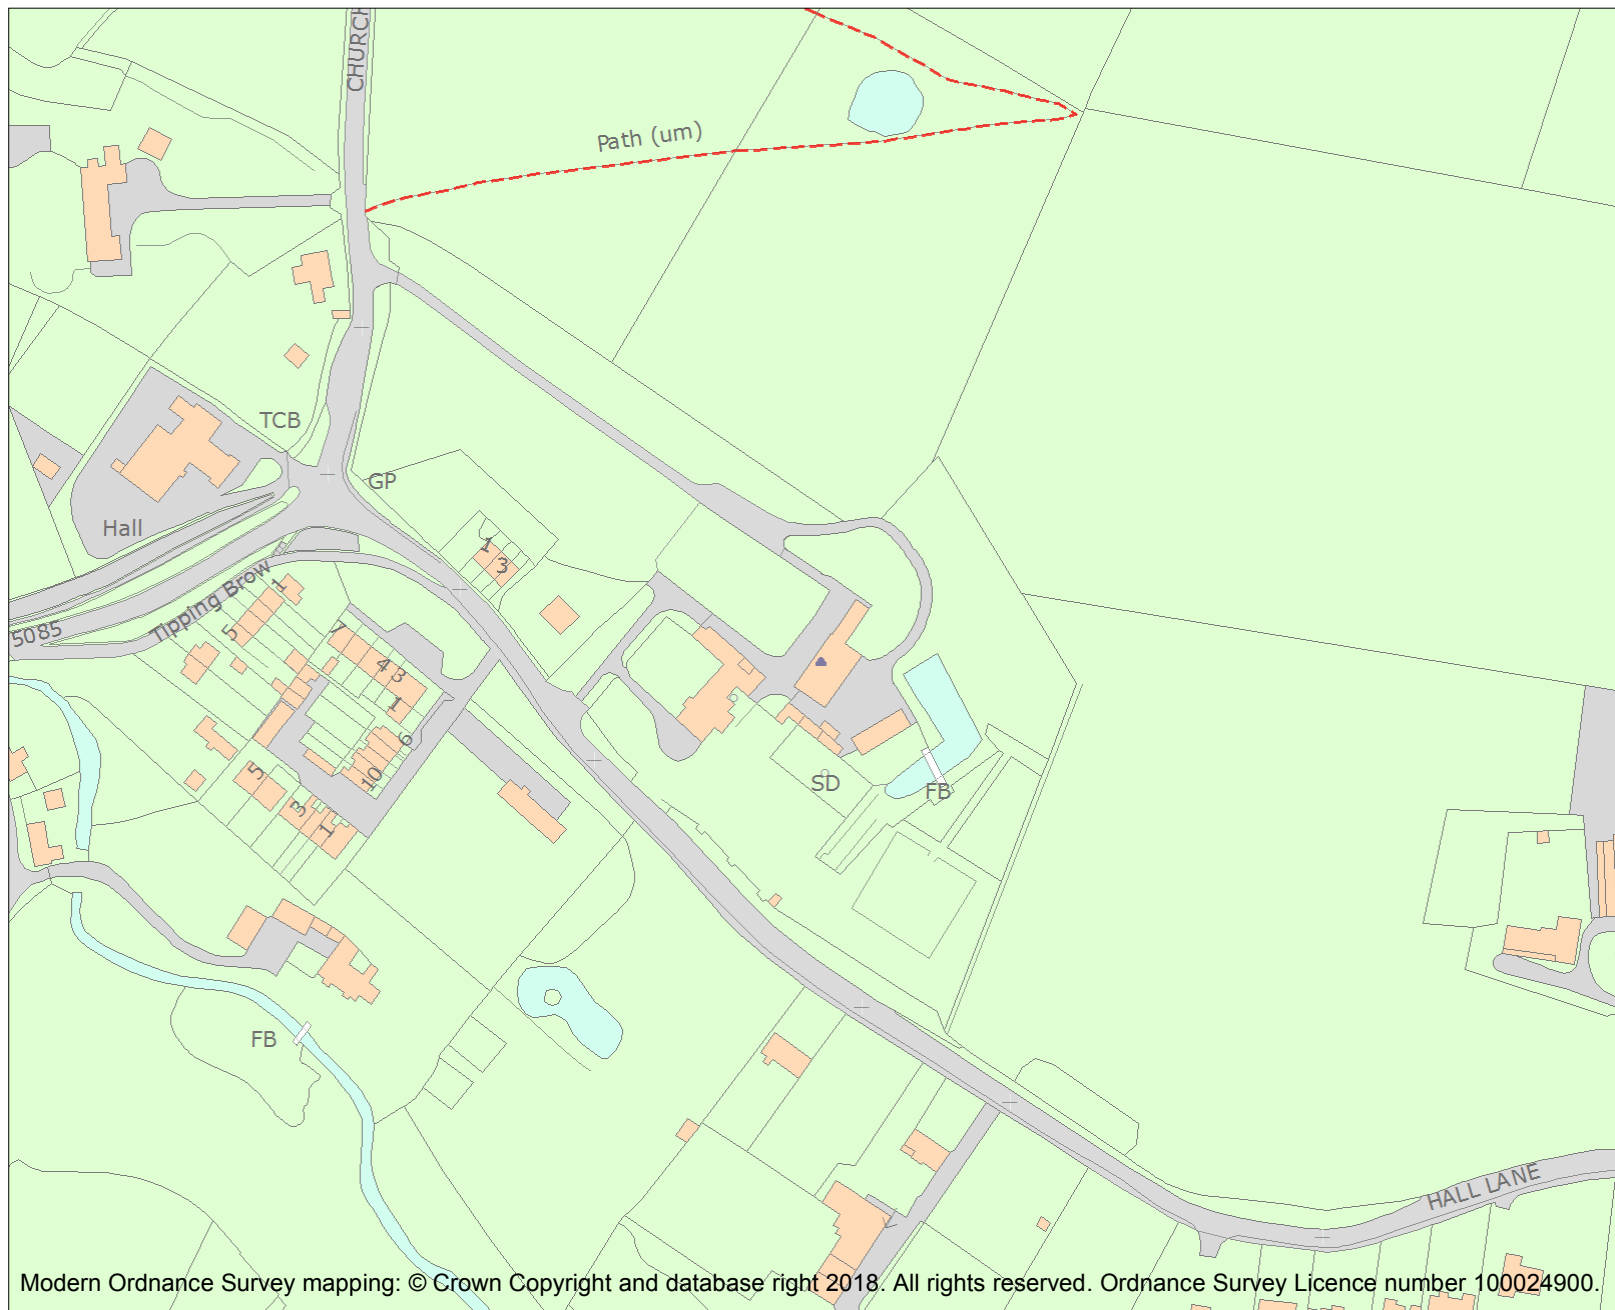 CHURCH
Path (um)
TCB
GP
Hall
1
3
Tipping Brow
1
5
5085
7
4
3
1
6
10
5
3
1
SD
FB
FB
HALL LANE
Modern Ordnance Survey mapping: © Crown Copyright and database right 2018. All rights reserved. Ordnance Survey Licence number 100024900.